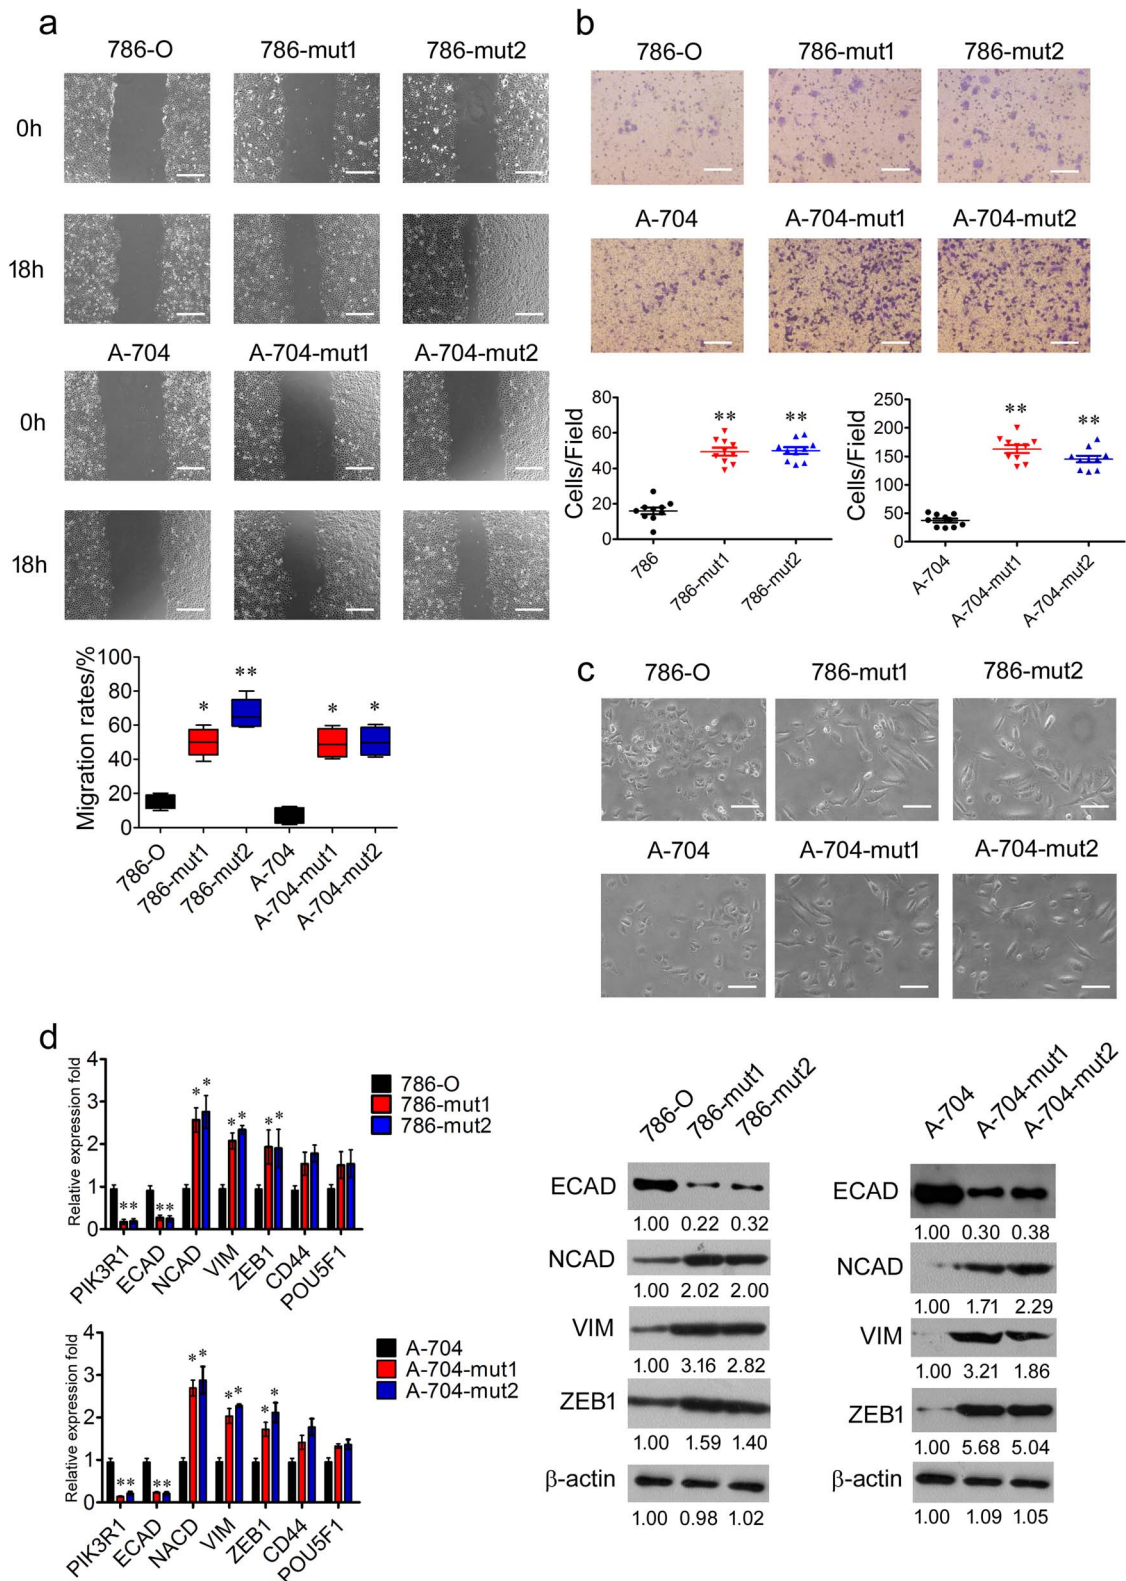 a
786-O 786-mut1 786-mut2
0h
18h
A-704 A-704-mut1 A-704-mut2
0h
18h
Migration rates/%
100
80
60
40
20
0
* ** * *
786-O 786-mut1 786-mut2 A-704 A-704-mut1 A-704-mut2
b
786-O 786-mut1 786-mut2
A-704 A-704-mut1 A-704-mut2
Cells/Field
80
60
40
20
0
** **
786 786-mut1 786-mut2
Cells/Field
250
200
150
100
50
0
** **
A-704 A-704-mut1 A-704-mut2
c
786-O 786-mut1 786-mut2
A-704 A-704-mut1 A-704-mut2
d
Relative expression fold
4
3
2
1
0
** ** * * * * * *
PIK3R1 ECAD NCAD VIM ZEB1 CD44 POU5F1
786-O
786-mut1
786-mut2
Relative expression fold
4
3
2
1
0
** ** * * * * * *
PIK3R1 ECAD NACD VIM ZEB1 CD44 POU5F1
A-704
A-704-mut1
A-704-mut2
786-O 786-mut1 786-mut2
ECAD
1.00 0.22 0.32
NCAD
1.00 2.02 2.00
VIM
1.00 3.16 2.82
ZEB1
1.00 1.59 1.40
β-actin
1.00 0.98 1.02
A-704 A-704-mut1 A-704-mut2
ECAD
1.00 0.30 0.38
NCAD
1.00 1.71 2.29
VIM
1.00 3.21 1.86
ZEB1
1.00 5.68 5.04
β-actin
1.00 1.09 1.05